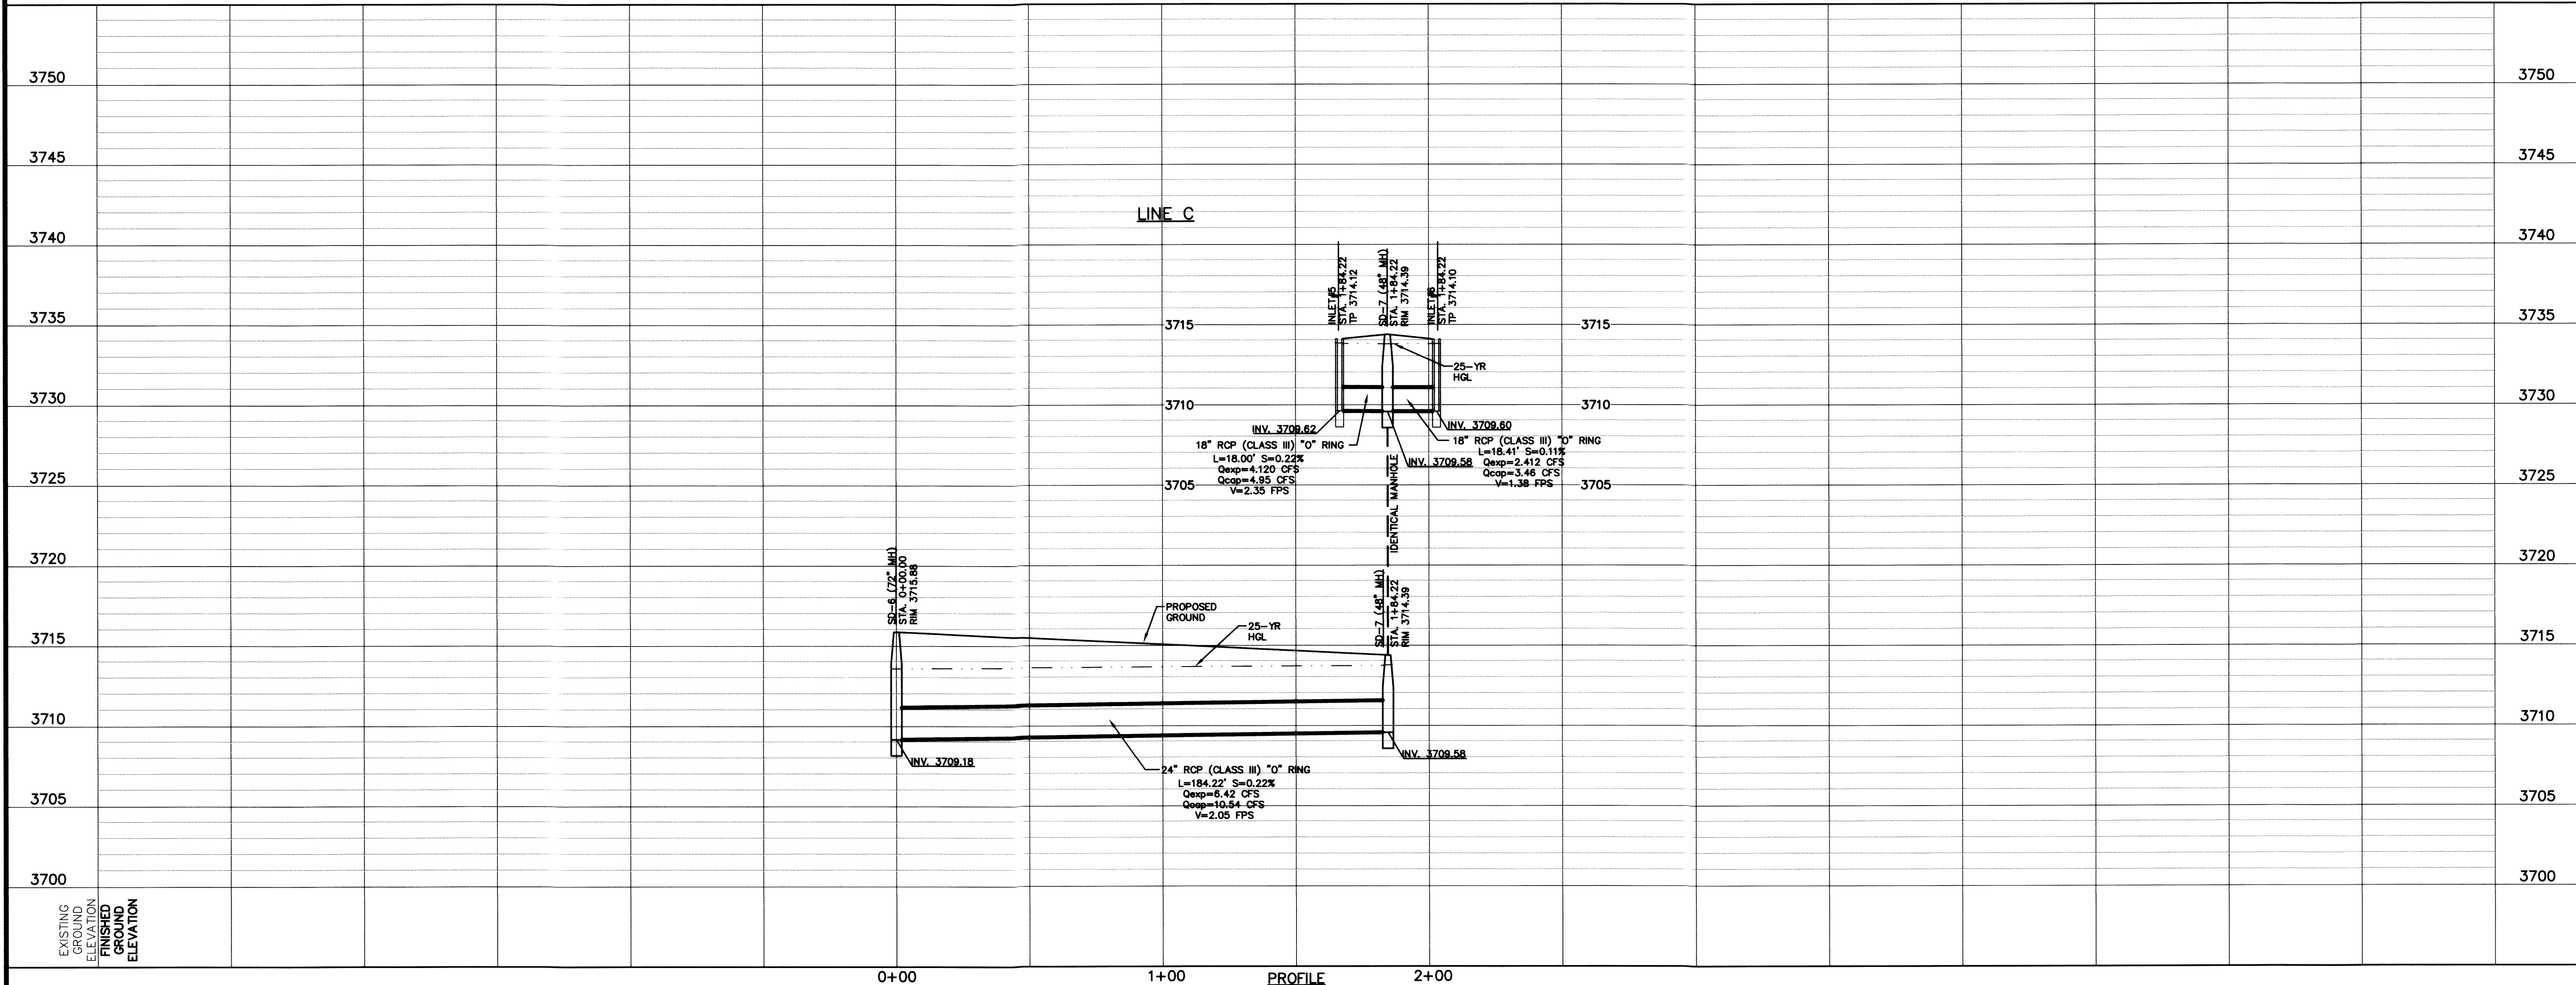 LINE C
3750
3750
3745
3745
3740
3740
3735
3735
3730
3730
3725
3725
3720
3720
3715
3715
3710
3710
3705
3705
3700
3700
INLET#5
STA. 1+84.22
TP 3714.12
SD-7 (48" MH)
STA. 1+84.22
RIM 3714.39
INLET#6
STA. 1+84.22
TP 3714.10
3715
3715
25-YR
HGL
3710
3710
INV. 3709.62
INV. 3709.60
18" RCP (CLASS III) "O" RING
L=18.00' S=0.22%
Qexp=4.120 CFS
Qcap=4.95 CFS
V=2.35 FPS
18" RCP (CLASS III) "O" RING
L=18.41' S=0.11%
Qexp=2.412 CFS
Qcap=3.46 CFS
V=1.38 FPS
INV. 3709.58
3705
3705
IDENTICAL MANHOLE
SD-6 (72" MH)
STA. 0+00.00
RIM 3715.88
PROPOSED
GROUND
25-YR
HGL
SD-7 (48" MH)
STA. 1+84.22
RIM 3714.39
INV. 3709.18
INV. 3709.58
24" RCP (CLASS III) "O" RING
L=184.22' S=0.22%
Qexp=6.42 CFS
Qcap=10.54 CFS
V=2.05 FPS
EXISTING
GROUND
ELEVATION
FINISHED
GROUND
ELEVATION
0+00
1+00
PROFILE
2+00